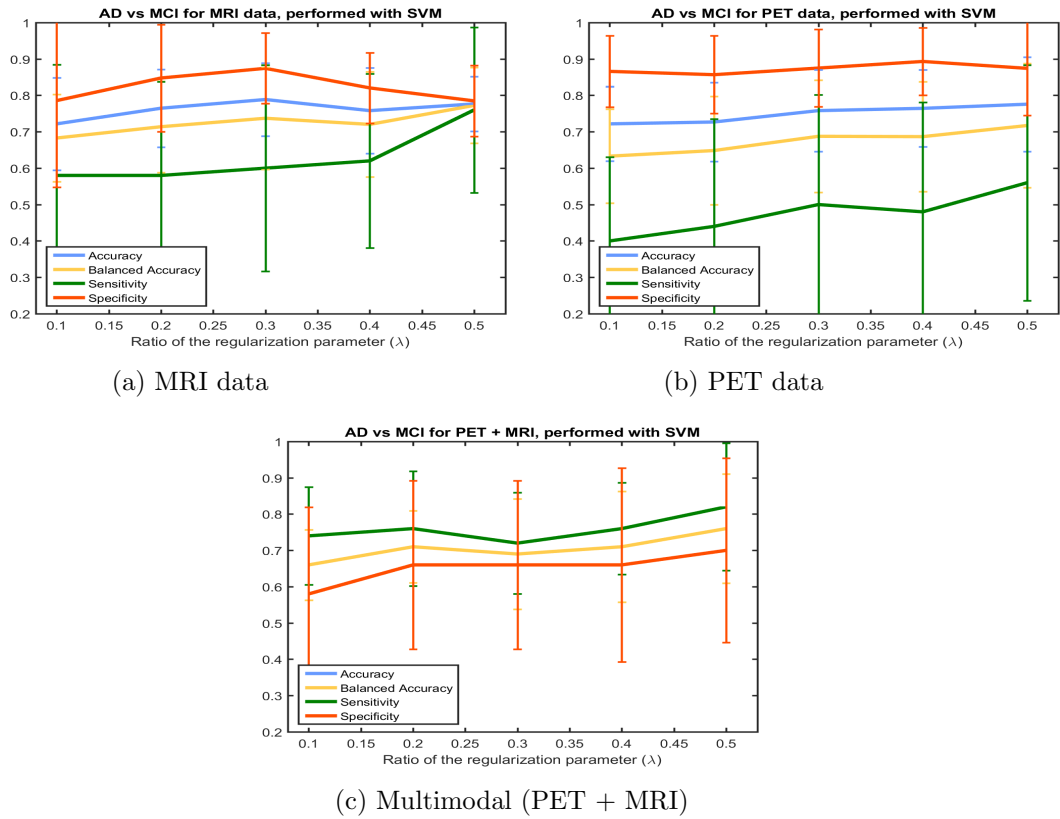 AD vs MCI for MRI data, performed with SVM
1
0.9
0.8
0.7
0.6
0.5
0.4
0.3
0.2
Accuracy
Balanced Accuracy
Sensitivity
Specificity
0.1 0.15 0.2 0.25 0.3 0.35 0.4 0.45 0.5
Ratio of the regularization parameter (λ)
(a) MRI data
AD vs MCI for PET data, performed with SVM
1
0.9
0.8
0.7
0.6
0.5
0.4
0.3
0.2
Accuracy
Balanced Accuracy
Sensitivity
Specificity
0.1 0.15 0.2 0.25 0.3 0.35 0.4 0.45 0.5
Ratio of the regularization parameter (λ)
(b) PET data
AD vs MCI for PET + MRI, performed with SVM
1
0.9
0.8
0.7
0.6
0.5
0.4
0.3
0.2
Accuracy
Balanced Accuracy
Sensitivity
Specificity
0.1 0.15 0.2 0.25 0.3 0.35 0.4 0.45 0.5
Ratio of the regularization parameter (λ)
(c) Multimodal (PET + MRI)